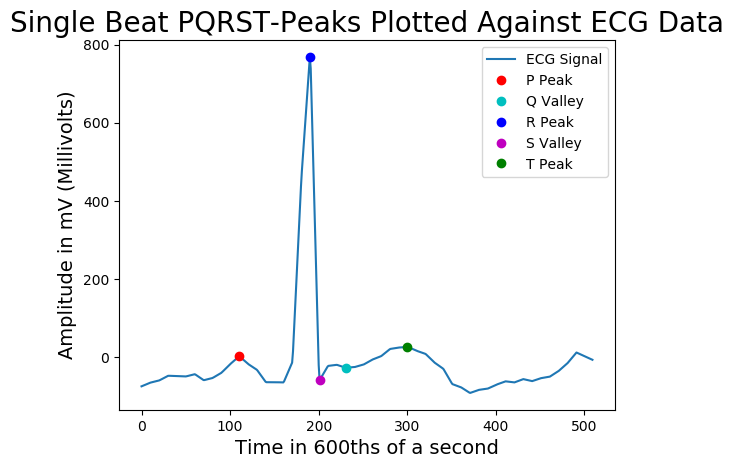 Single Beat PQRST-Peaks Plotted Against ECG Data
800
600
400
200
0
Amplitude in mV (Millivolts)
ECG Signal
P Peak
Q Valley
R Peak
S Valley
T Peak
0 100 200 300 400 500
Time in 600ths of a second